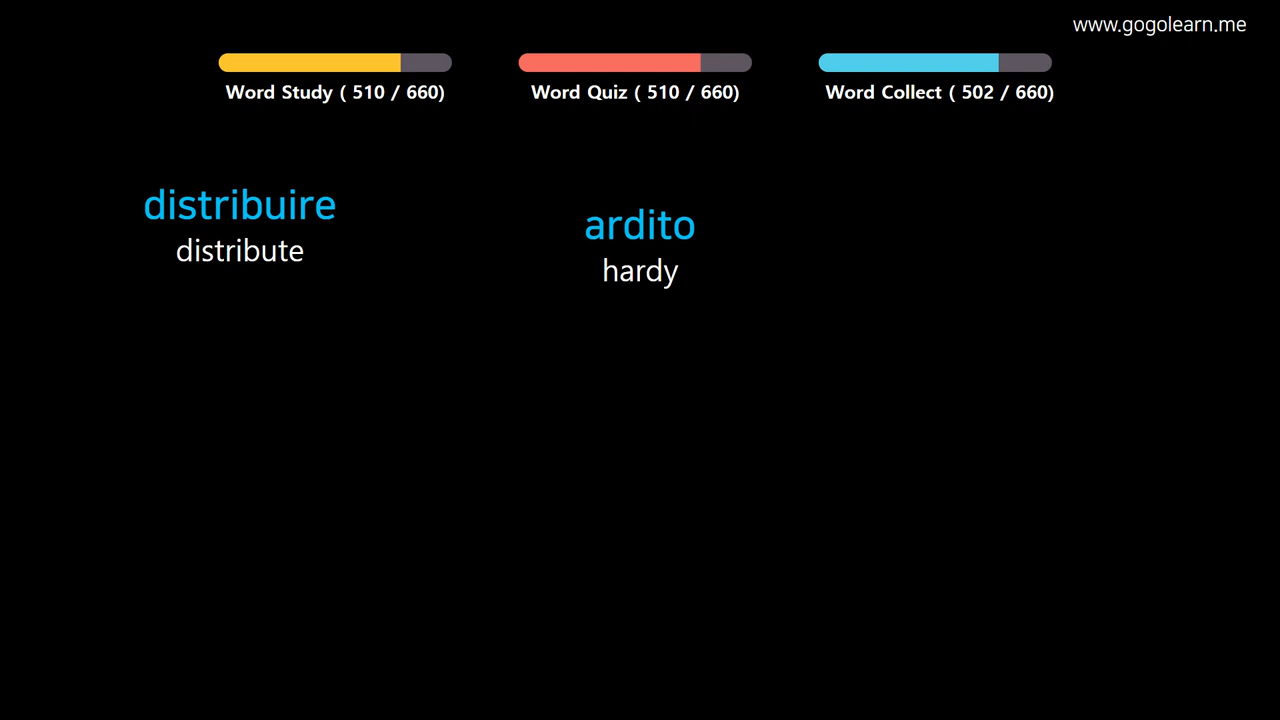 www.gogolearn.me
Word Study ( 510 / 660)
Word Quiz ( 510 / 660)
Word Collect ( 502 / 660)
distribuire
distribute
ardito
hardy